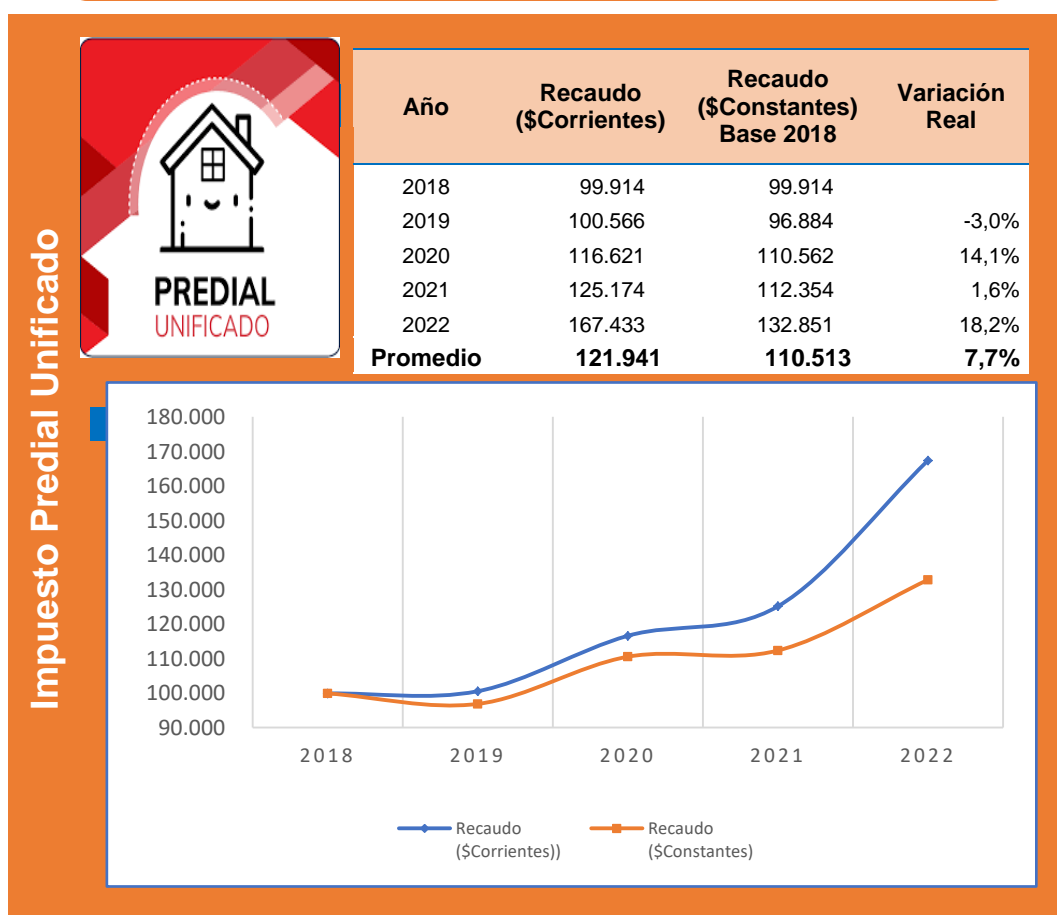 Impuesto Predial Unificado
PREDIAL
UNIFICADO
Año Recaudo ($Corrientes) Recaudo ($Constantes) Base 2018 Variación Real
2018 99.914 99.914
2019 100.566 96.884 -3,0%
2020 116.621 110.562 14,1%
2021 125.174 112.354 1,6%
2022 167.433 132.851 18,2%
Promedio 121.941 110.513 7,7%
180.000
170.000
160.000
150.000
140.000
130.000
120.000
110.000
100.000
90.000
2018 2019 2020 2021 2022
Recaudo ($Corrientes))
Recaudo ($Constantes)